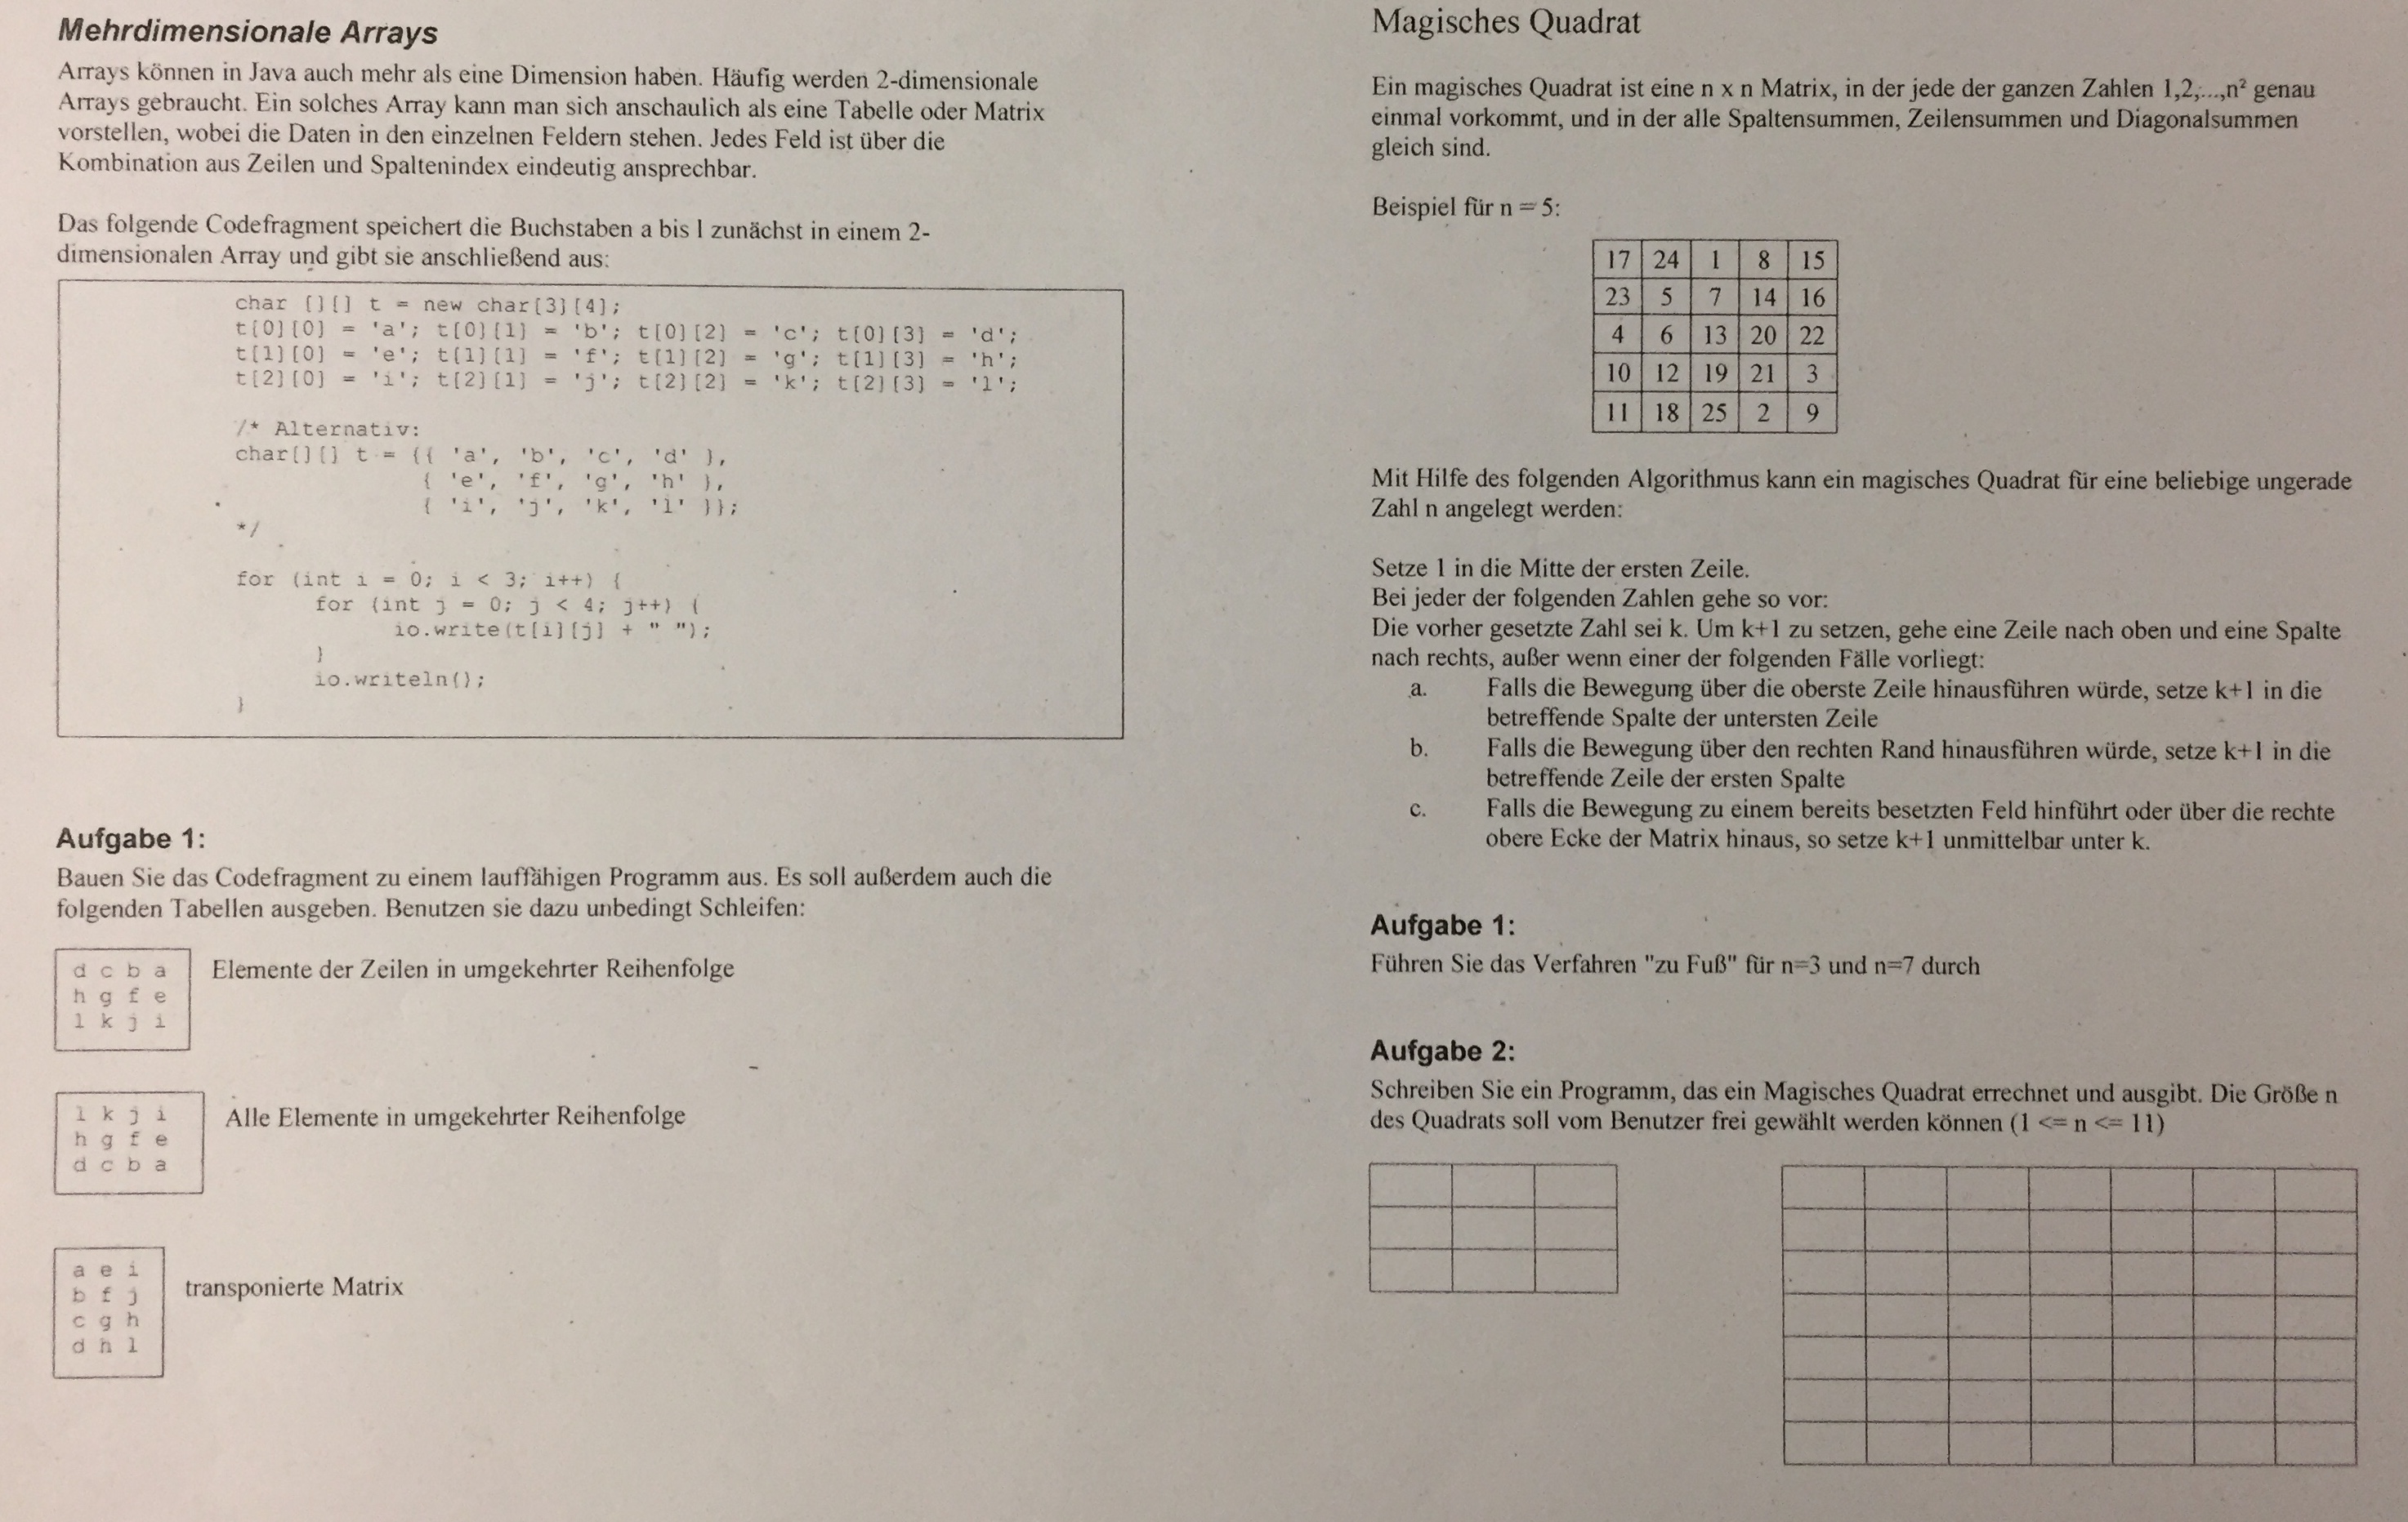 Mehrdimensionale Arrays
Arrays können in Java auch mehr als eine Dimension haben. Häufig werden 2-dimensionale
Arrays gebraucht. Ein solches Array kann man sich anschaulich als eine Tabelle oder Matrix
vorstellen, wobei die Daten in den einzelnen Feldern stehen. Jedes Feld ist über die
Kombination aus Zeilen und Spaltenindex eindeutig ansprechbar.
Das folgende Codefragment speichert die Buchstaben a bis l zunächst in einem 2-
dimensionalen Array und gibt sie anschließend aus:
char [][] t = new char[3][4];
t[0][0] = 'a'; t[0][1] = 'b'; t[0][2] = 'c'; t[0][3] = 'd';
t[1][0] = 'e'; t[1][1] = 'f'; t[1][2] = 'g'; t[1][3] = 'h';
t[2][0] = 'i'; t[2][1] = 'j'; t[2][2] = 'k'; t[2][3] = 'l';
/* Alternativ:
char[][] t = {{ 'a', 'b', 'c', 'd' },
{ 'e', 'f', 'g', 'h' },
{ 'i', 'j', 'k', 'l' }};
*/
for (int i = 0; i < 3; i++) {
for (int j = 0; j < 4; j++) {
io.write(t[i][j] + " ");
}
io.writeln();
}
Aufgabe 1:
Bauen Sie das Codefragment zu einem lauffähigen Programm aus. Es soll außerdem auch die
folgenden Tabellen ausgeben. Benutzen sie dazu unbedingt Schleifen:
d c b a
h g f e
l k j i
Elemente der Zeilen in umgekehrter Reihenfolge
l k j i
h g f e
d c b a
Alle Elemente in umgekehrter Reihenfolge
a e i
b f j
c g h
d h l
transponierte Matrix
Magisches Quadrat
Ein magisches Quadrat ist eine n x n Matrix, in der jede der ganzen Zahlen 1,2,...,n² genau
einmal vorkommt, und in der alle Spaltensummen, Zeilensummen und Diagonalsummen
gleich sind.
Beispiel für n = 5:
17 24 1 8 15
23 5 7 14 16
4 6 13 20 22
10 12 19 21 3
11 18 25 2 9
Mit Hilfe des folgenden Algorithmus kann ein magisches Quadrat für eine beliebige ungerade
Zahl n angelegt werden:
Setze 1 in die Mitte der ersten Zeile.
Bei jeder der folgenden Zahlen gehe so vor:
Die vorher gesetzte Zahl sei k. Um k+1 zu setzen, gehe eine Zeile nach oben und eine Spalte
nach rechts, außer wenn einer der folgenden Fälle vorliegt:
a. Falls die Bewegung über die oberste Zeile hinausführen würde, setze k+1 in die
betreffende Spalte der untersten Zeile
b. Falls die Bewegung über den rechten Rand hinausführen würde, setze k+1 in die
betreffende Zeile der ersten Spalte
c. Falls die Bewegung zu einem bereits besetzten Feld hinführt oder über die rechte
obere Ecke der Matrix hinaus, so setze k+1 unmittelbar unter k.
Aufgabe 1:
Führen Sie das Verfahren "zu Fuß" für n=3 und n=7 durch
Aufgabe 2:
Schreiben Sie ein Programm, das ein Magisches Quadrat errechnet und ausgibt. Die Größe n
des Quadrats soll vom Benutzer frei gewählt werden können (1 <= n <= 11)